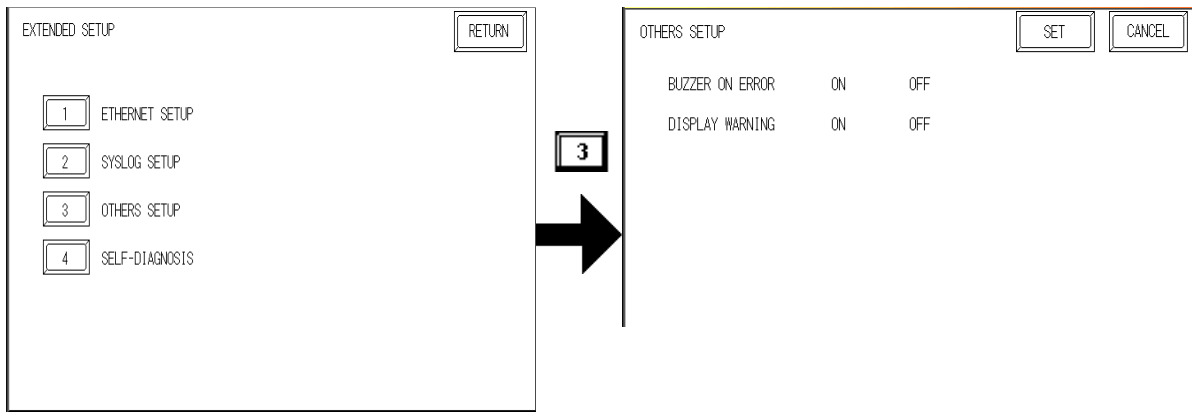 EXTENDED SETUP RETURN
1 ETHERNET SETUP
2 SYSLOG SETUP
3 OTHERS SETUP
4 SELF-DIAGNOSIS
3
OTHERS SETUP SET CANCEL
BUZZER ON ERROR ON OFF
DISPLAY WARNING ON OFF